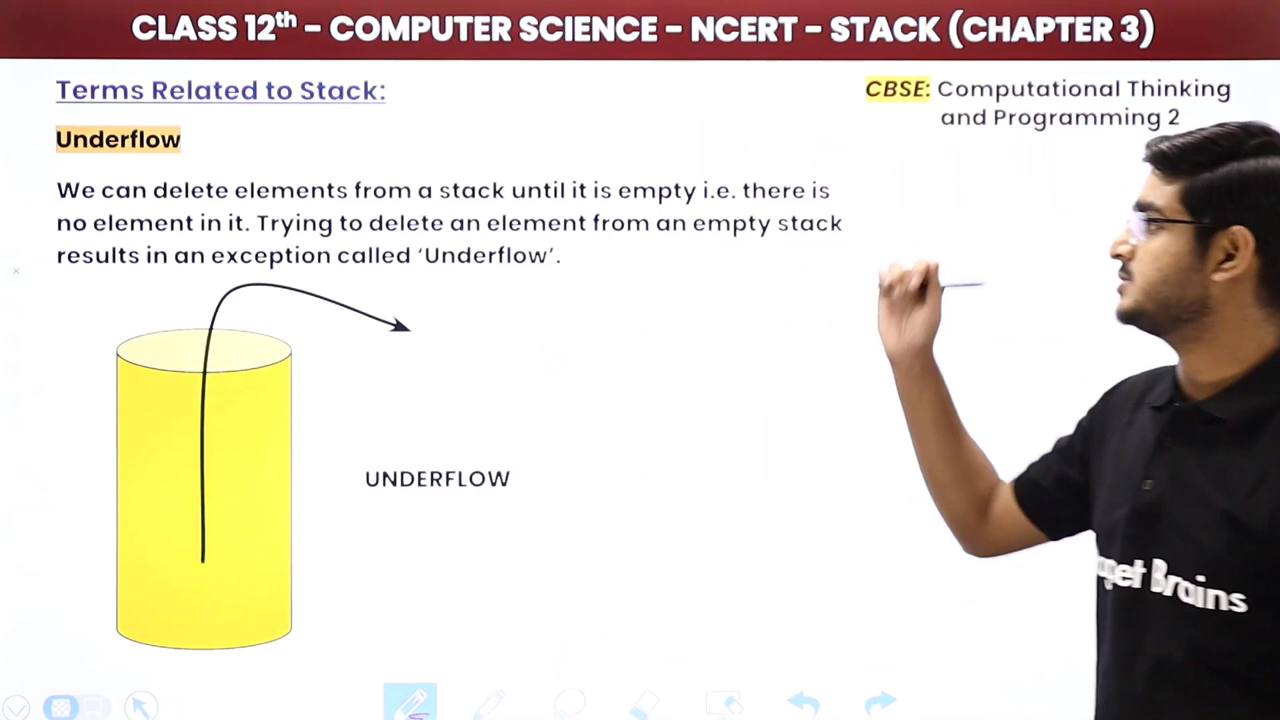 CLASS 12th - COMPUTER SCIENCE - NCERT - STACK (CHAPTER 3)
Terms Related to Stack:
CBSE: Computational Thinking
and Programming 2
Underflow
We can delete elements from a stack until it is empty i.e. there is
no element in it. Trying to delete an element from an empty stack
results in an exception called ‘Underflow’.
UNDERFLOW
Brains